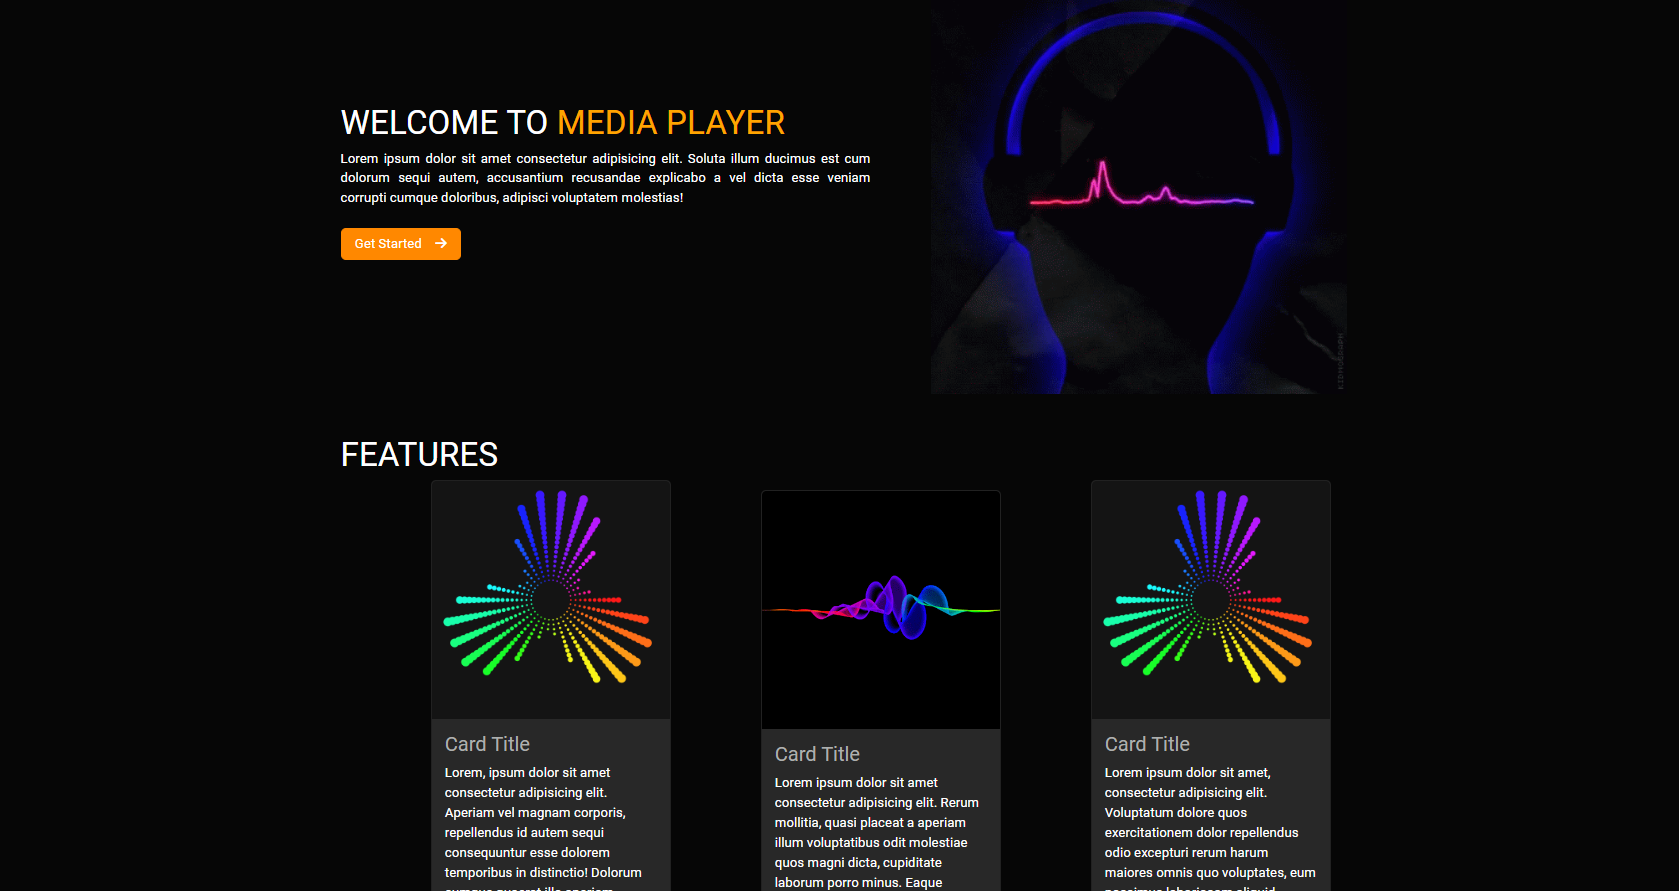 WELCOME TO MEDIA PLAYER
Lorem ipsum dolor sit amet consectetur adipisicing elit. Soluta illum ducimus est cum
dolorum sequi autem, accusantium recusandae explicabo a vel dicta esse veniam
corrupti cumque doloribus, adipisci voluptatem molestias!
Get Started
FEATURES
Card Title
Lorem, ipsum dolor sit amet
consectetur adipisicing elit.
Aperiam vel magnam corporis,
repellendus id autem sequi
consequuntur esse dolorem
temporibus in distinctio! Dolorum
Card Title
Lorem ipsum dolor sit amet
consectetur adipisicing elit. Rerum
mollitia, quasi placeat a aperiam
illum voluptatibus odit molestiae
quos magni dicta, cupiditate
laborum porro minus. Eaque
Card Title
Lorem ipsum dolor sit amet,
consectetur adipisicing elit.
Voluptatum dolore quos
exercitationem dolor repellendus
odio excepturi rerum harum
maiores omnis quo voluptates, eum